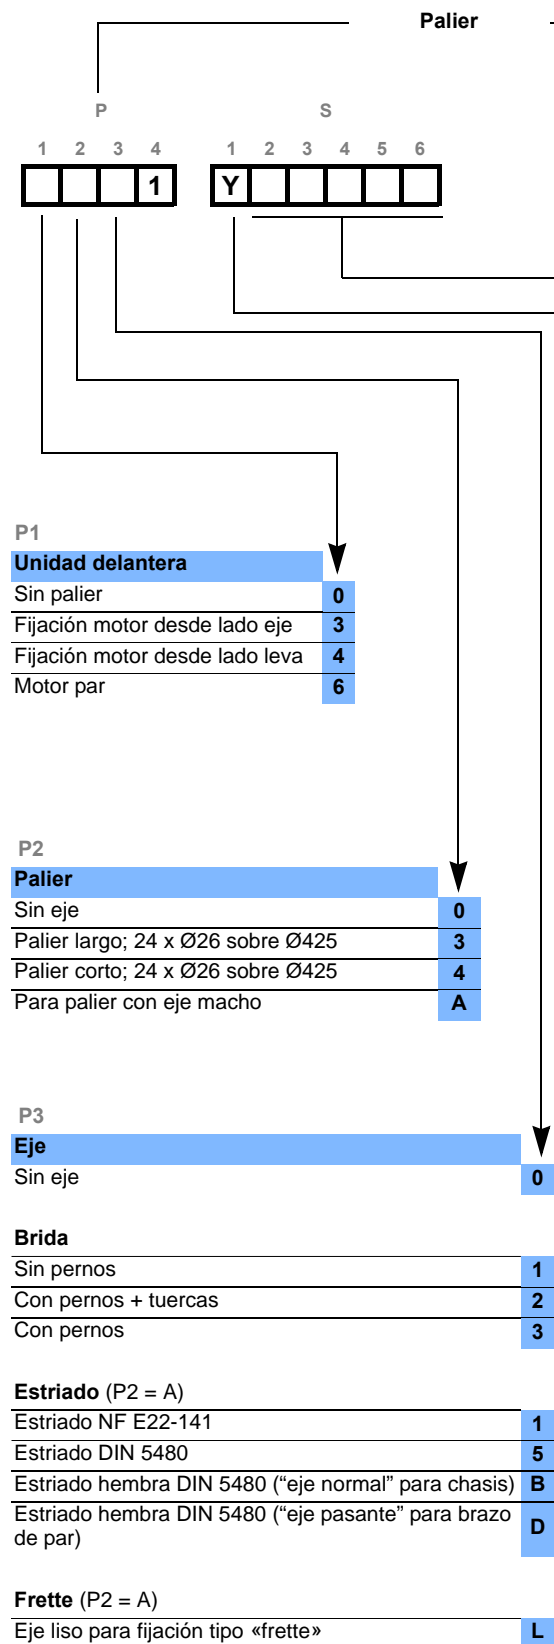 Palier
P S
1 2 3 4 1 2 3 4 5 6
1 Y
P1
Unidad delantera
Sin palier 0
Fijación motor desde lado eje 3
Fijación motor desde lado leva 4
Motor par 6
P2
Palier
Sin eje 0
Palier largo; 24 x Ø26 sobre Ø425 3
Palier corto; 24 x Ø26 sobre Ø425 4
Para palier con eje macho A
P3
Eje
Sin eje 0
Brida
Sin pernos 1
Con pernos + tuercas 2
Con pernos 3
Estriado (P2 = A)
Estriado NF E22-141 1
Estriado DIN 5480 5
Estriado hembra DIN 5480 (“eje normal” para chasis) B
Estriado hembra DIN 5480 (“eje pasante” para brazo
de par) D
Frette (P2 = A)
Eje liso para fijación tipo «frette» L